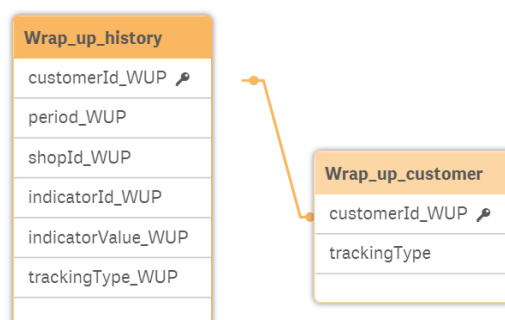 Wrap_up_history
customerId_WUP
period_WUP
shopId_WUP
indicatorId_WUP
indicatorValue_WUP
trackingType_WUP
Wrap_up_customer
customerId_WUP
trackingType